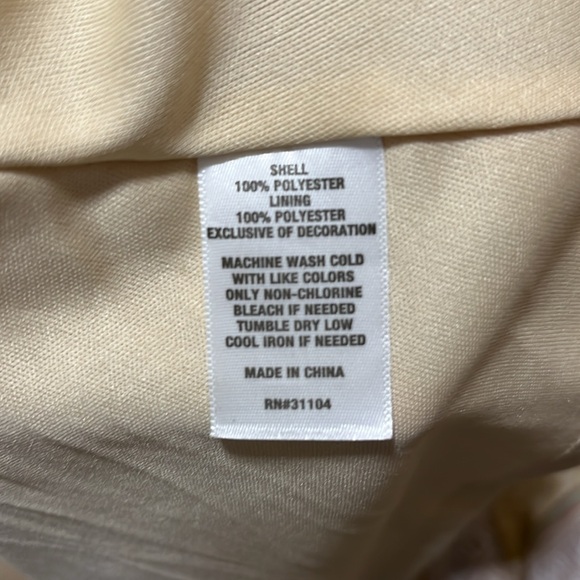 SHELL
100% POLYESTER
LINING
100% POLYESTER
EXCLUSIVE OF DECORATION
MACHINE WASH COLD
WITH LIKE COLORS
ONLY NON-CHLORINE
BLEACH IF NEEDED
TUMBLE DRY LOW
COOL IRON IF NEEDED
MADE IN CHINA
RN#31104